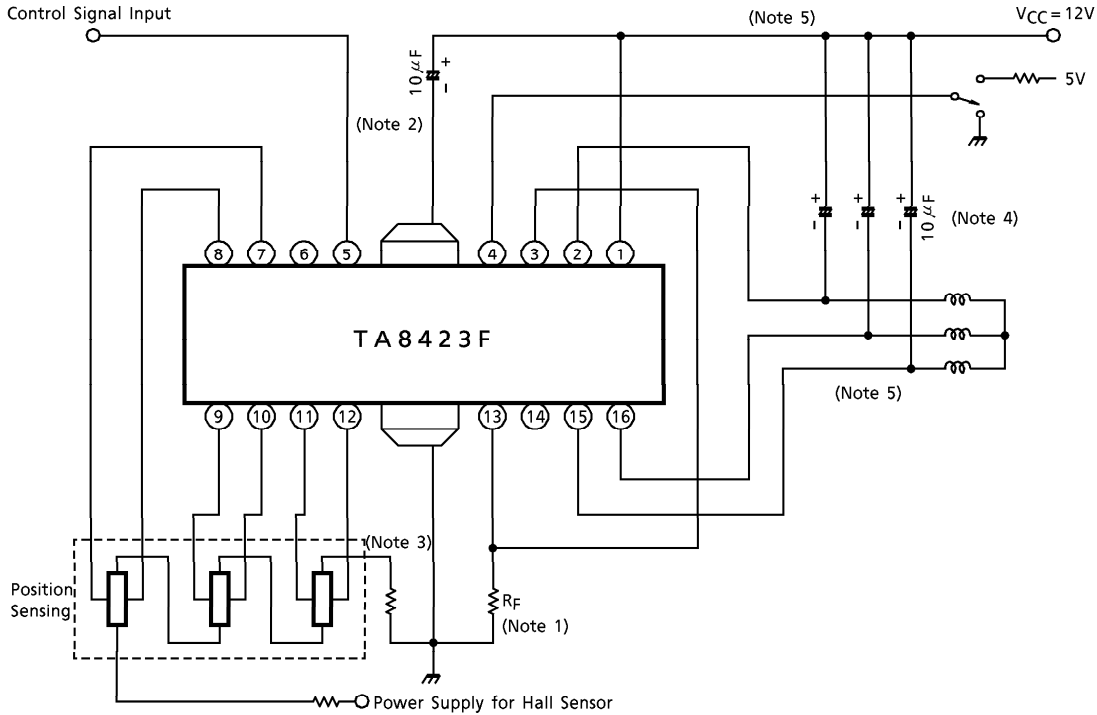 Control Signal Input
(Note 5)
VCC = 12V
10μF
+
−
5V
(Note 2)
+
−
+
−
+
−
10μF
(Note 4)
8
7
6
5
4
3
2
1
TA8423F
(Note 5)
9
10
11
12
13
14
15
16
(Note 3)
Position
Sensing
RF
(Note 1)
Power Supply for Hall Sensor